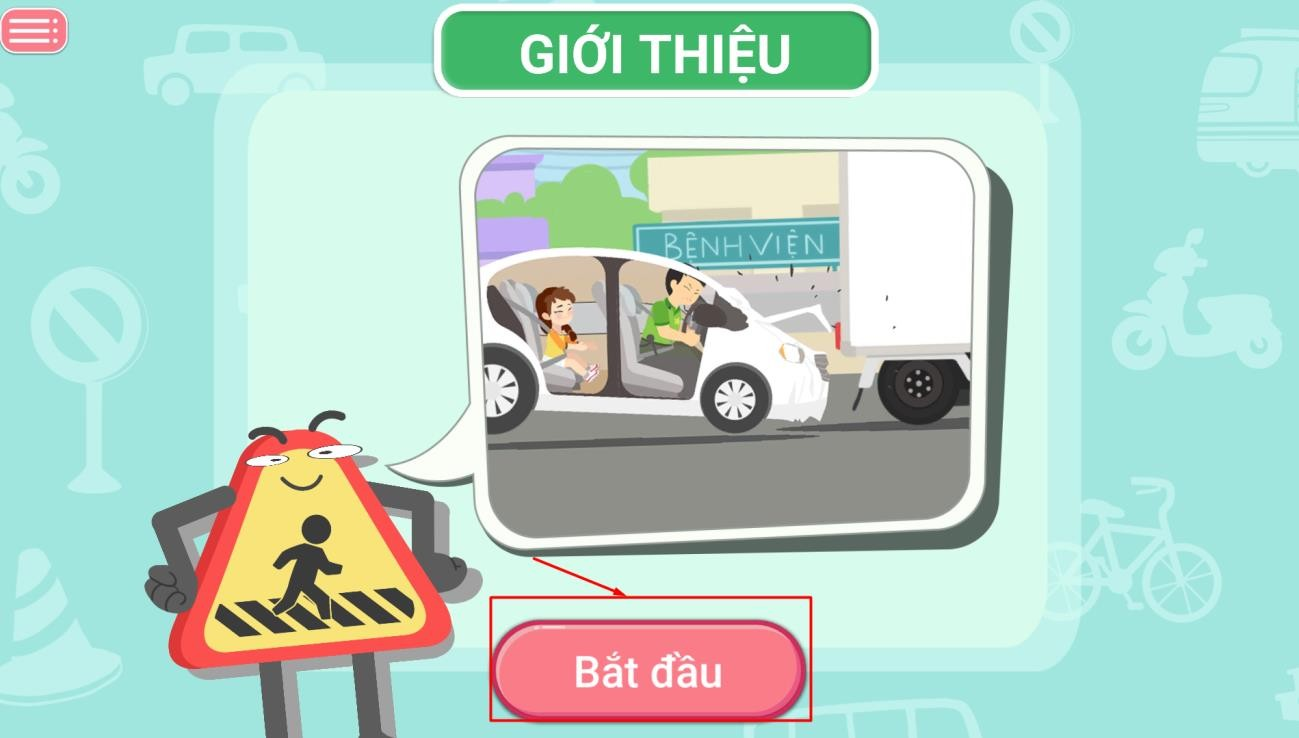 GIỚI THIỆU
BỆNH VIỆN
Bắt đầu